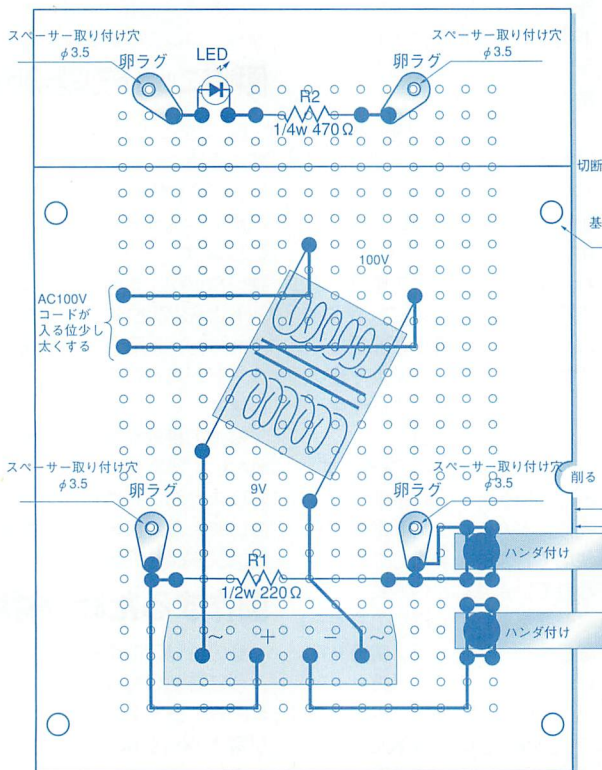 スペーサー取り付け穴
φ3.5
卵ラグ
LED
R2
1/4w 470Ω
卵ラグ
スペーサー取り付け穴
φ3.5
切断
基
100V
AC100V
コードが
入る位少し
太くする
9V
スペーサー取り付け穴
φ3.5
卵ラグ
R1
1/2w 220Ω
卵ラグ
スペーサー取り付け穴
φ3.5
削る
ハンダ付け
ハンダ付け
～ + − ～